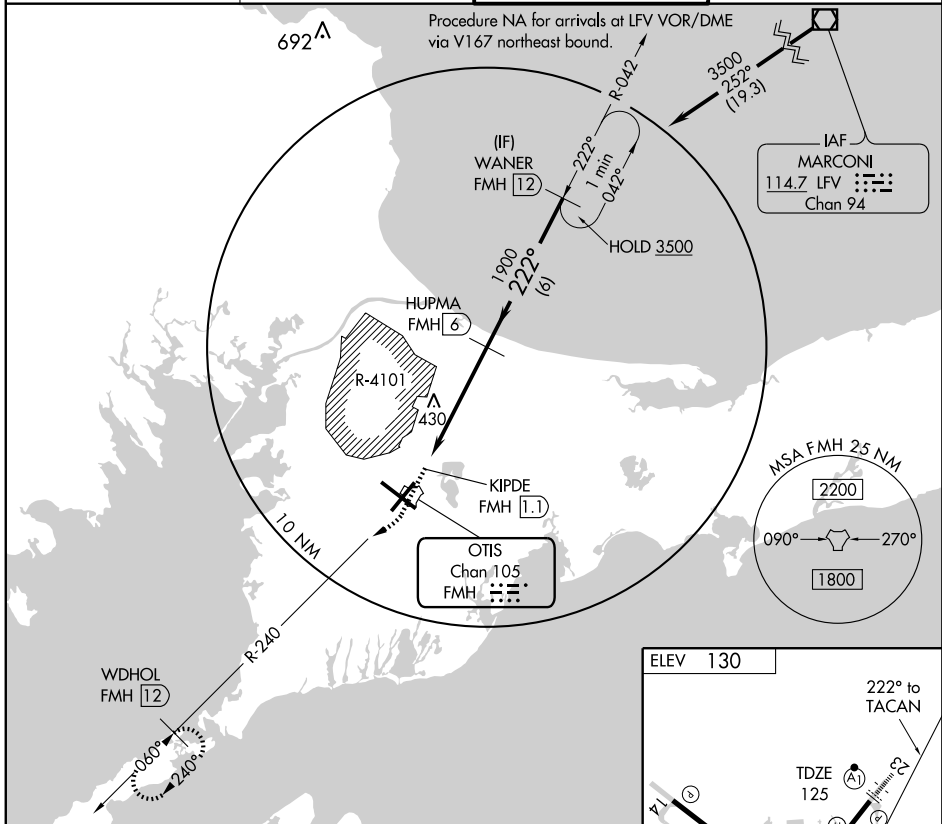 Procedure NA for arrivals at LFV VOR/DME
via V167 northeast bound.
692
R-042
3500
252°
(19.3)
IAF
MARCONI
114.7 LFV
Chan 94
(IF)
WANER
FMH 12
222°
1 min
042°
HOLD 3500
1900
222°
(6)
HUPMA
FMH 6
R-4101
430
KIPDE
FMH 1.1
OTIS
Chan 105
FMH
10 NM
MSA FMH 25 NM
2200
090°
270°
1800
R-240
WDHOL
FMH 12
060°
240°
ELEV 130
222° to
TACAN
TDZE
125
A1
23
14
P
P